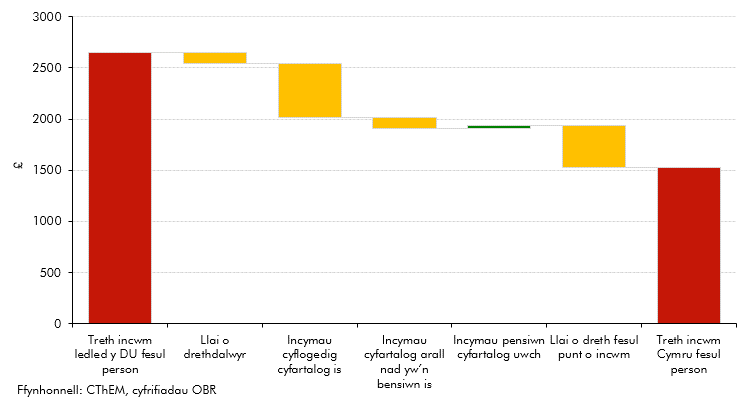 3000
2500
2000
1500
1000
500
0
£
Treth incwm
ledled y DU fesul
person
Llai o
drethdalwyr
Incymau
cyflogedig
cyfartalog is
Incymau
cyfartalog arall
nad yw'n
bensiwn is
Incymau pensiwn
cyfartalog uwch
Llai o dreth fesul
punt o incwm
Treth incwm
Cymru fesul
person
Ffynhonnell: CThEM, cyfrifiadau OBR